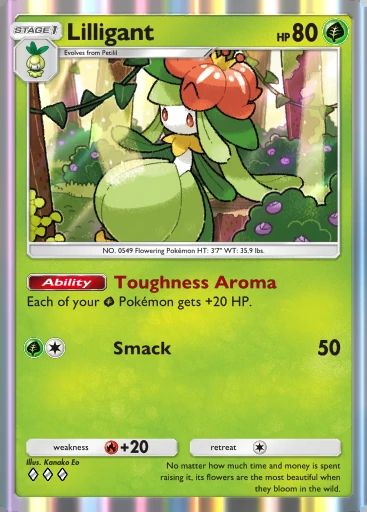 STAGE 1
Lilligant
HP 80
Evolves from Petilil
NO. 0549 Flowering Pokémon HT: 3'7" WT: 35.9 lbs.
Ability Toughness Aroma
Each of your Pokémon gets +20 HP.
Smack 50
weakness +20 retreat
Illus. Kanako Eo
No matter how much time and money is spent
raising it, its flowers are the most beautiful when
they bloom in the wild.